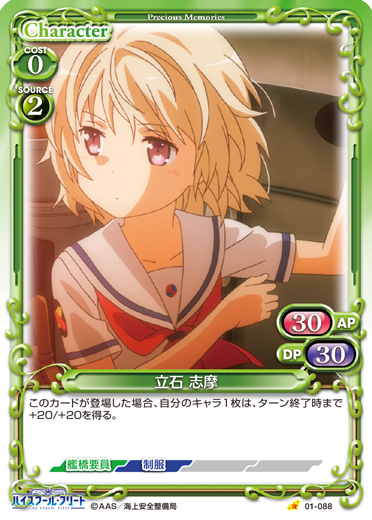 Precious Memories
Character
COST
0
SOURCE
2
30 AP
DP 30
立石 志摩
このカードが登場した場合、自分のキャラ1枚は、ターン終了時まで
+20/+20を得る。
艦橋要員 制服
ハイスクール・フリート
©AAS／海上安全整備局
01-088